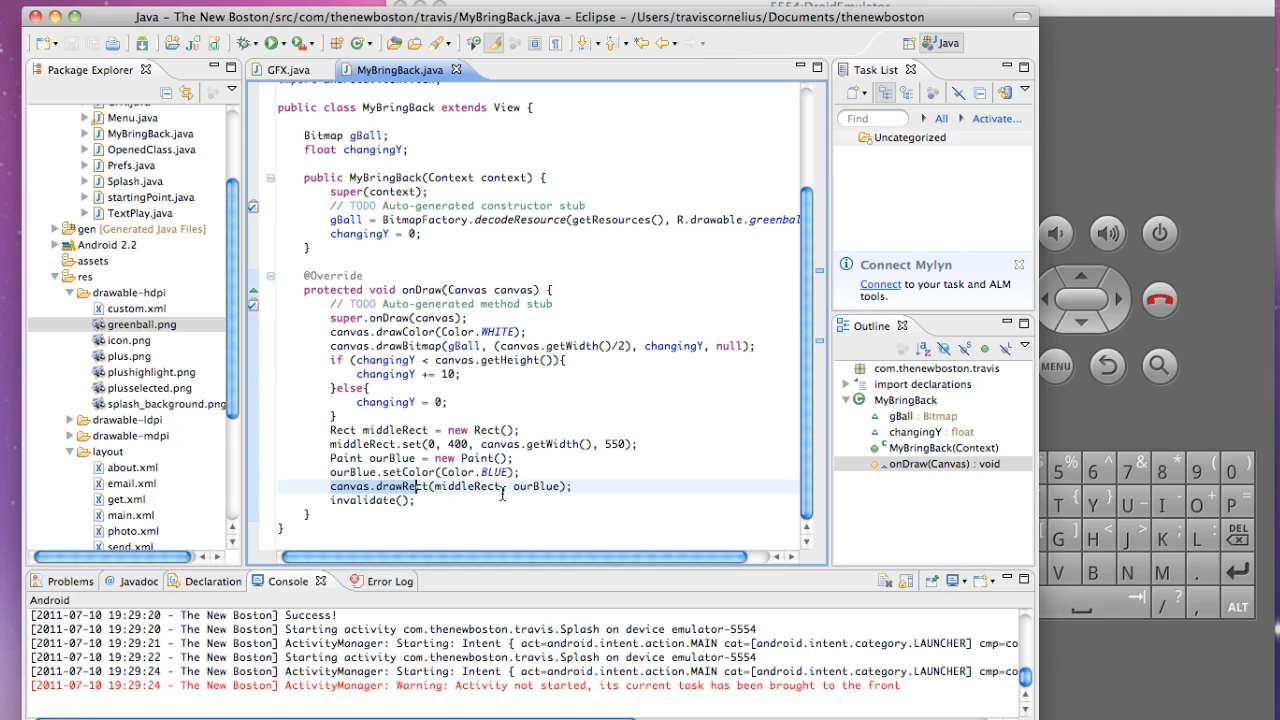 5554:DroidEmulator
Java - The New Boston/src/com/thenewboston/travis/MyBringBack.java - Eclipse - /Users/traviscornelius/Documents/thenewboston
Java
Package Explorer
Menu.java
MyBringBack.java
OpenedClass.java
Prefs.java
Splash.java
startingPoint.java
TextPlay.java
gen [Generated Java Files]
Android 2.2
assets
res
drawable-hdpi
custom.xml
greenball.png
icon.png
plus.png
plushighlight.png
plusselected.png
splash_background.png
drawable-ldpi
drawable-mdpi
layout
about.xml
email.xml
get.xml
main.xml
photo.xml
send.xml
GFX.java
MyBringBack.java
public class MyBringBack extends View {
Bitmap gBall;
float changingY;
public MyBringBack(Context context) {
super(context);
// TODO Auto-generated constructor stub
gBall = BitmapFactory.decodeResource(getResources(), R.drawable.greenbal
changingY = 0;
}
@Override
protected void onDraw(Canvas canvas) {
// TODO Auto-generated method stub
super.onDraw(canvas);
canvas.drawColor(Color.WHITE);
canvas.drawBitmap(gBall, (canvas.getWidth()/2), changingY, null);
if (changingY < canvas.getHeight()){
changingY += 10;
}else{
changingY = 0;
}
Rect middleRect = new Rect();
middleRect.set(0, 400, canvas.getWidth(), 550);
Paint ourBlue = new Paint();
ourBlue.setColor(Color.BLUE);
canvas.drawRect(middleRect, ourBlue);
invalidate();
}
}
Task List
Find
All
Activate...
Uncategorized
Connect Mylyn
Connect to your task and ALM
tools.
Outline
com.thenewboston.travis
import declarations
MyBringBack
gBall : Bitmap
changingY : float
MyBringBack(Context)
onDraw(Canvas) : void
MENU
5 % 6 ^ 7 & 8 * 9 ( 0 )
T Y U I O P
G H J K L DEL
V B N M . 
/ ? , ALT
Problems
Javadoc
Declaration
Console
Error Log
Android
[2011-07-10 19:29:20 - The New Boston] Success!
[2011-07-10 19:29:20 - The New Boston] Starting activity com.thenewboston.travis.Splash on device emulator-5554
[2011-07-10 19:29:21 - The New Boston] ActivityManager: Starting: Intent { act=android.intent.action.MAIN cat=[android.intent.category.LAUNCHER] cmp=co
[2011-07-10 19:29:22 - The New Boston] Starting activity com.thenewboston.travis.Splash on device emulator-5554
[2011-07-10 19:29:24 - The New Boston] ActivityManager: Starting: Intent { act=android.intent.action.MAIN cat=[android.intent.category.LAUNCHER] cmp=co
[2011-07-10 19:29:24 - The New Boston] ActivityManager: Warning: Activity not started, its current task has been brought to the front